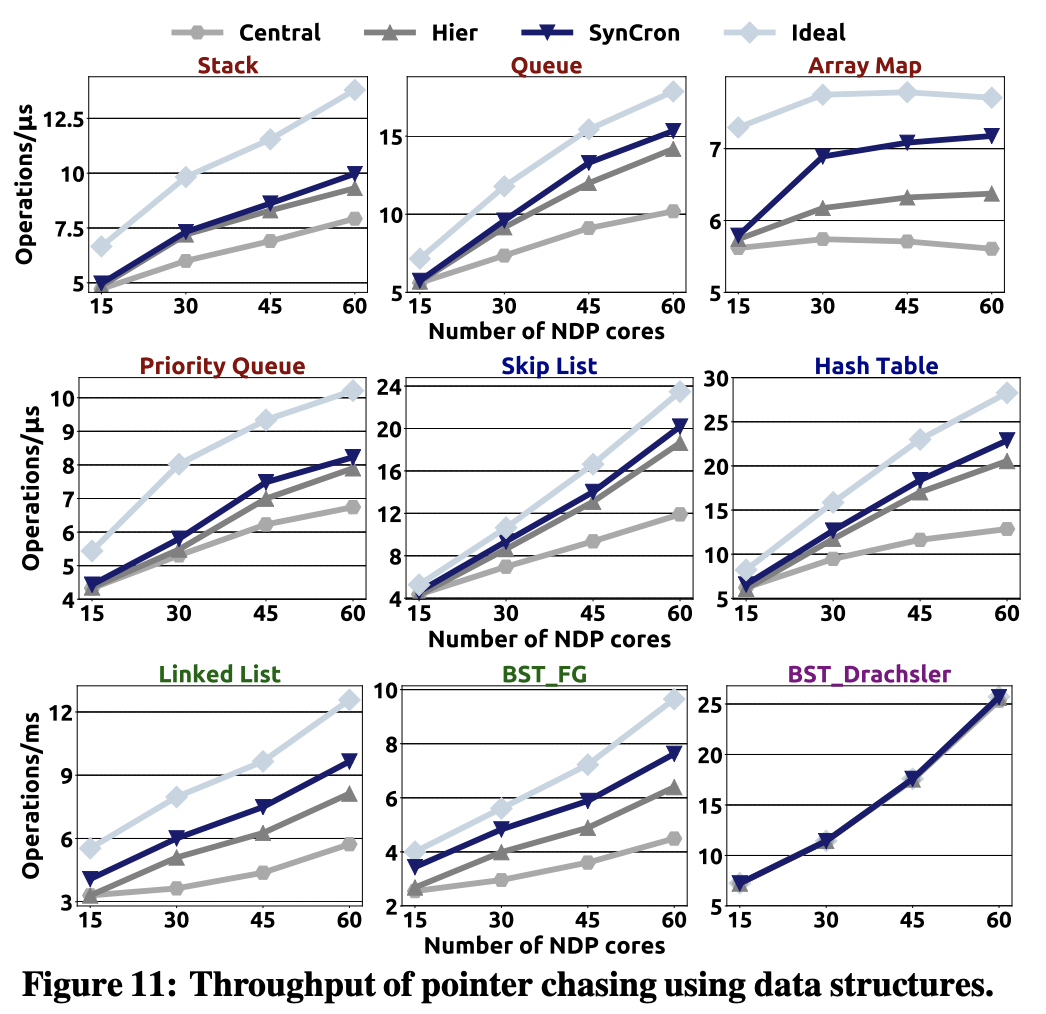 Central Hier SynCron Ideal
Stack Queue Array Map
Operations/µs
12.5
10
7.5
5
15 30 45 60
15
10
5
15 30 45 60
7
6
5
15 30 45 60
Number of NDP cores
Priority Queue Skip List Hash Table
Operations/µs
10
9
8
7
6
5
4
15 30 45 60
24
20
16
12
8
4
15 30 45 60
30
25
20
15
10
5
15 30 45 60
Number of NDP cores
Linked List BST_FG BST_Drachsler
Operations/ms
12
9
6
3
15 30 45 60
10
8
6
4
2
15 30 45 60
25
20
15
10
5
15 30 45 60
Number of NDP cores
Figure 11: Throughput of pointer chasing using data structures.